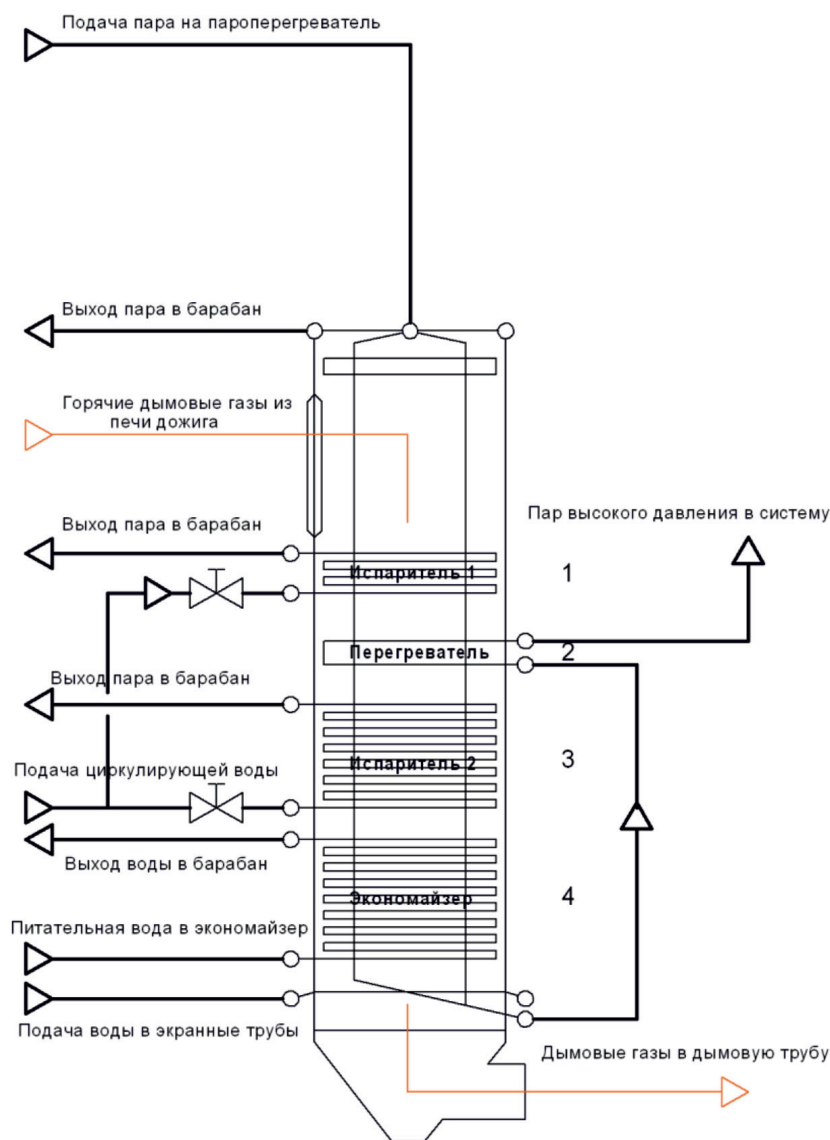 Подача пара на пароперегреватель
Выход пара в барабан
Горячие дымовые газы из
печи дожига
Пар высокого давления в систему
Выход пара в барабан
Испаритель 1
1
Перегреватель
2
Выход пара в барабан
Испаритель 2
3
Подача циркулирующей воды
Выход воды в барабан
Экономайзер
4
Питательная вода в экономайзер
Подача воды в экранные трубы
Дымовые газы в дымовую трубу